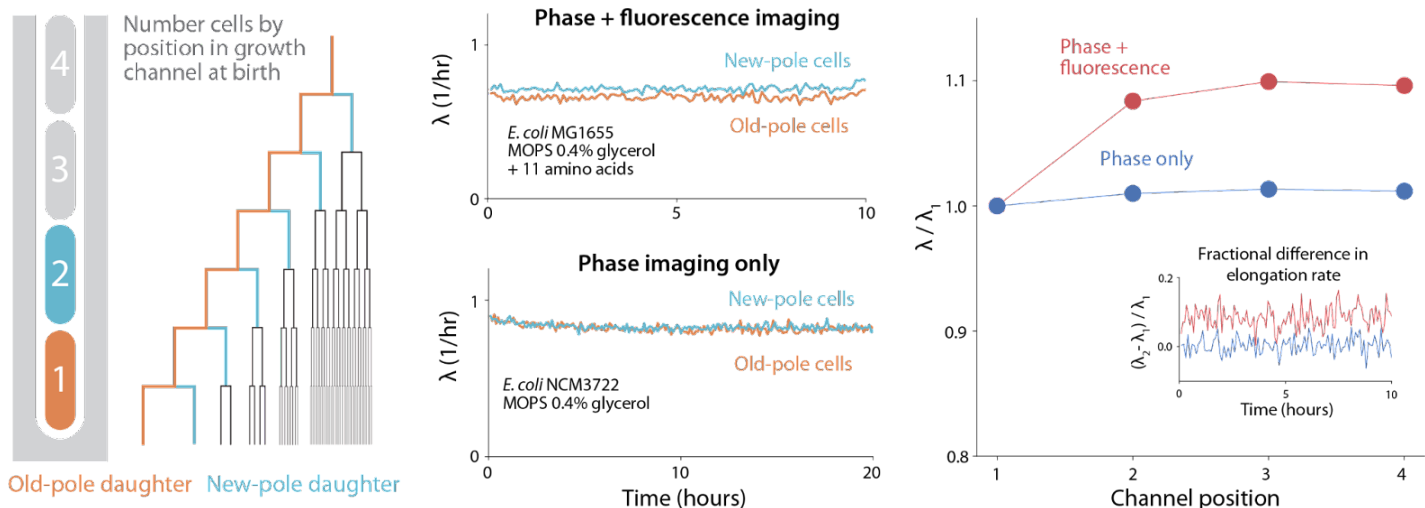 Number cells by
position in growth
channel at birth
4
3
2
1
Old-pole daughter New-pole daughter
Phase + fluorescence imaging
1
λ (1/hr)
New-pole cells
Old-pole cells
E. coli MG1655
MOPS 0.4% glycerol
+ 11 amino acids
0
0 5 10
Phase imaging only
1
λ (1/hr)
New-pole cells
Old-pole cells
E. coli NCM3722
MOPS 0.4% glycerol
0
0 10 20
Time (hours)
Phase +
fluorescence
Phase only
1.1
1.0
0.9
0.8
λ / λ₁
Fractional difference in
elongation rate
0.2
0.0
(λ₂- λ₁) / λ₁
0 5 10
Time (hours)
1 2 3 4
Channel position